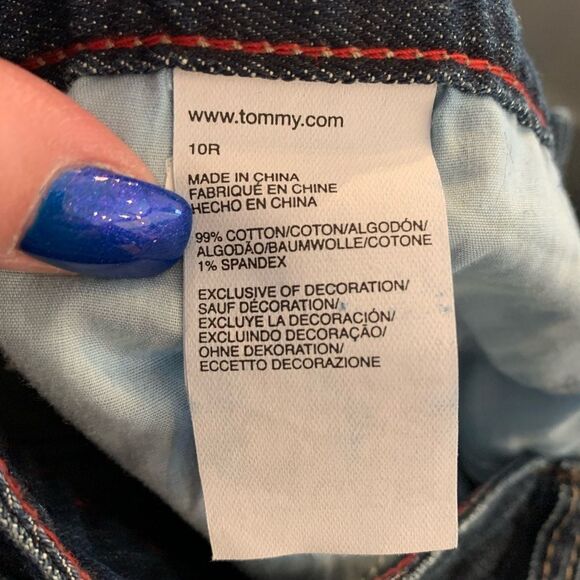 www.tommy.com
10R
MADE IN CHINA
FABRIQUÉ EN CHINE
HECHO EN CHINA
99% COTTON/COTON/ALGODÓN/
ALGODÃO/BAUMWOLLE/COTONE
1% SPANDEX
EXCLUSIVE OF DECORATION/
SAUF DÉCORATION/
EXCLUYE LA DECORACIÓN/
EXCLUINDO DECORAÇÃO/
OHNE DEKORATION/
ECCETTO DECORAZIONE